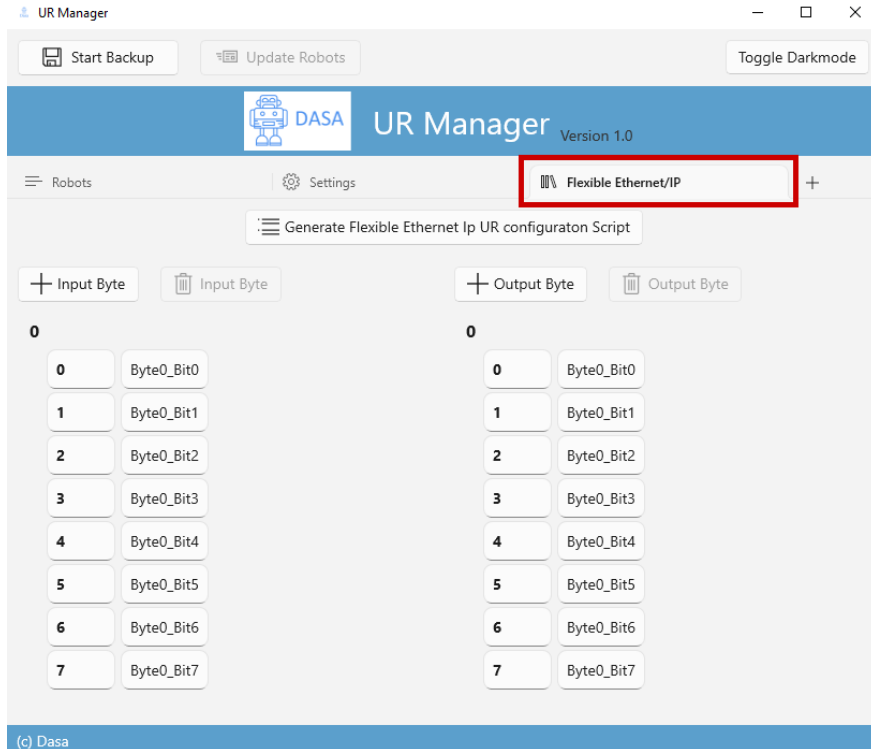 UR Manager
Start Backup Update Robots Toggle Darkmode
DASA UR Manager Version 1.0
Robots Settings Flexible Ethernet/IP
Generate Flexible Ethernet Ip UR configuraton Script
Input Byte Input Byte Output Byte Output Byte
0 0
0 Byte0_Bit0 0 Byte0_Bit0
1 Byte0_Bit1 1 Byte0_Bit1
2 Byte0_Bit2 2 Byte0_Bit2
3 Byte0_Bit3 3 Byte0_Bit3
4 Byte0_Bit4 4 Byte0_Bit4
5 Byte0_Bit5 5 Byte0_Bit5
6 Byte0_Bit6 6 Byte0_Bit6
7 Byte0_Bit7 7 Byte0_Bit7
(c) Dasa